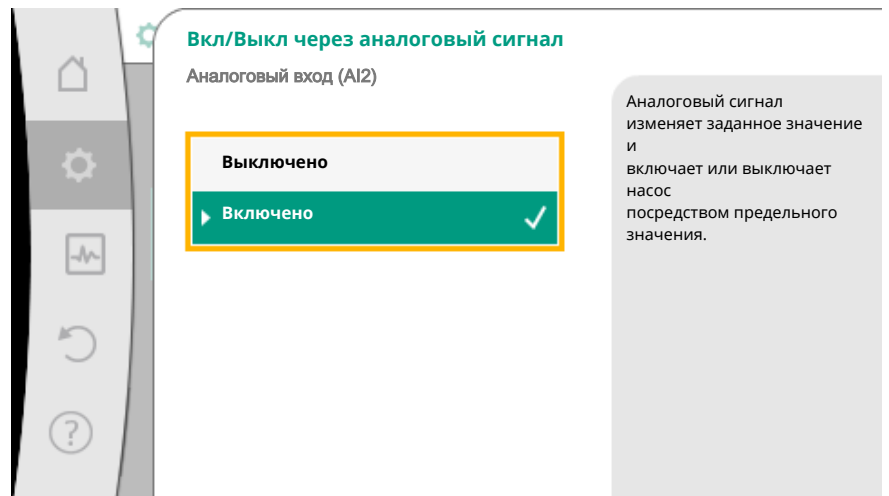 Вкл/Выкл через аналоговый сигнал
Аналоговый вход (AI2)
Выключено
Включено
Аналоговый сигнал
изменяет заданное значение
и
включает или выключает
насос
посредством предельного
значения.